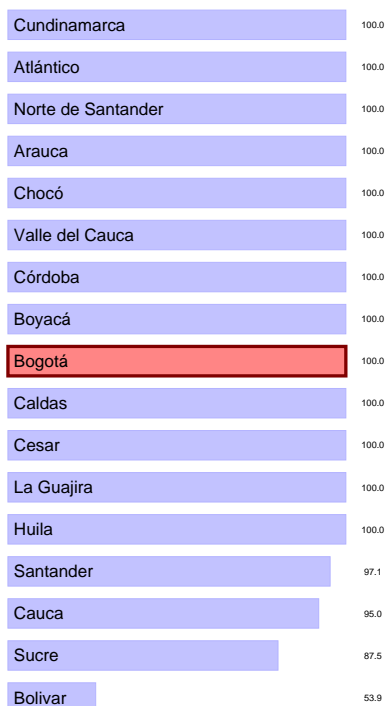 Cundinamarca 100.0
Atlántico 100.0
Norte de Santander 100.0
Arauca 100.0
Chocó 100.0
Valle del Cauca 100.0
Córdoba 100.0
Boyacá 100.0
Bogotá 100.0
Caldas 100.0
Cesar 100.0
La Guajira 100.0
Huila 100.0
Santander 97.1
Cauca 95.0
Sucre 87.5
Bolivar 53.9